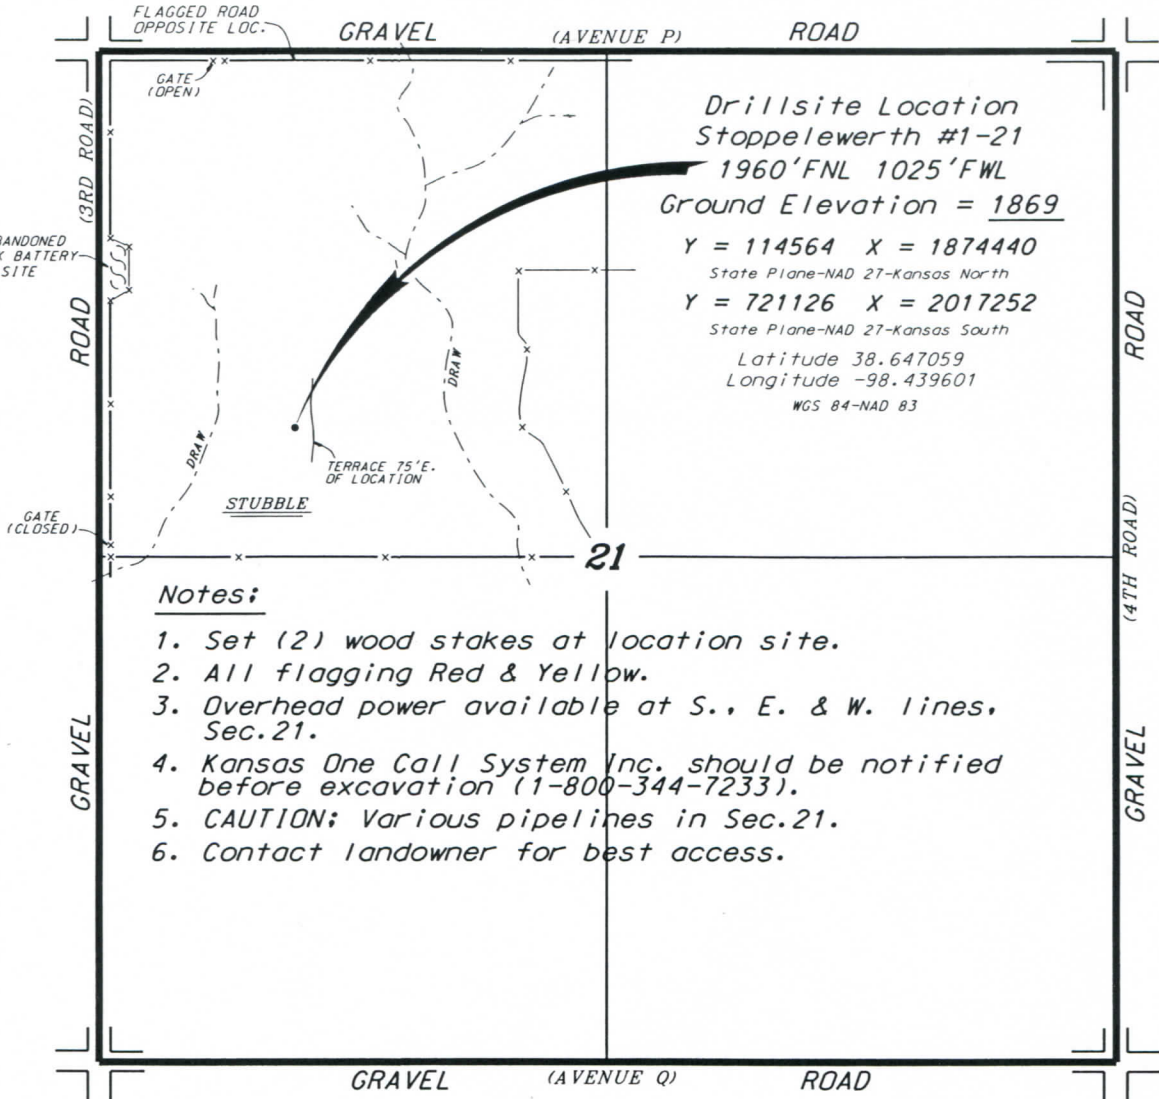 FLAGGED ROAD
OPPOSITE LOC.
GRAVEL (AVENUE P) ROAD
GATE
(OPEN)
(3RD ROAD)
ROAD
GRAVEL
Drillsite Location
Stoppelewerth #1-21
1960'FNL 1025'FWL
Ground Elevation = 1869
Y = 114564 X = 1874440
State Plane-NAD 27-Kansas North
Y = 721126 X = 2017252
State Plane-NAD 27-Kansas South
Latitude 38.647059
Longitude -98.439601
WGS 84-NAD 83
BATTERY
SITE
DRAW
DRAW
TERRACE 75'E.
OF LOCATION
STUBBLE
GATE
(CLOSED)
21
ROAD
(4TH ROAD)
GRAVEL
Notes:
1. Set (2) wood stakes at location site.
2. All flagging Red & Yellow.
3. Overhead power available at S., E. & W. lines,
Sec.21.
4. Kansas One Call System Inc. should be notified
before excavation (1-800-344-7233).
5. CAUTION: Various pipelines in Sec.21.
6. Contact landowner for best access.
GRAVEL (AVENUE Q) ROAD